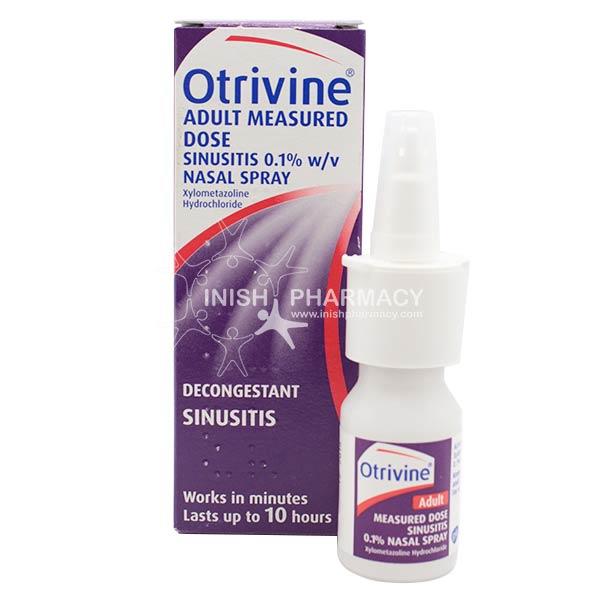 Otrivine®
ADULT MEASURED
DOSE
SINUSITIS 0.1% w/v
NASAL SPRAY
Xylometazoline
Hydrochloride
INISH PHARMACY
www.inishpharmacy.com
DECONGESTANT
SINUSITIS
Works in minutes
Lasts up to 10 hours
Otrivine®
Adult
MEASURED DOSE
SINUSITIS
0.1% NASAL SPRAY
Xylometazoline Hydrochloride